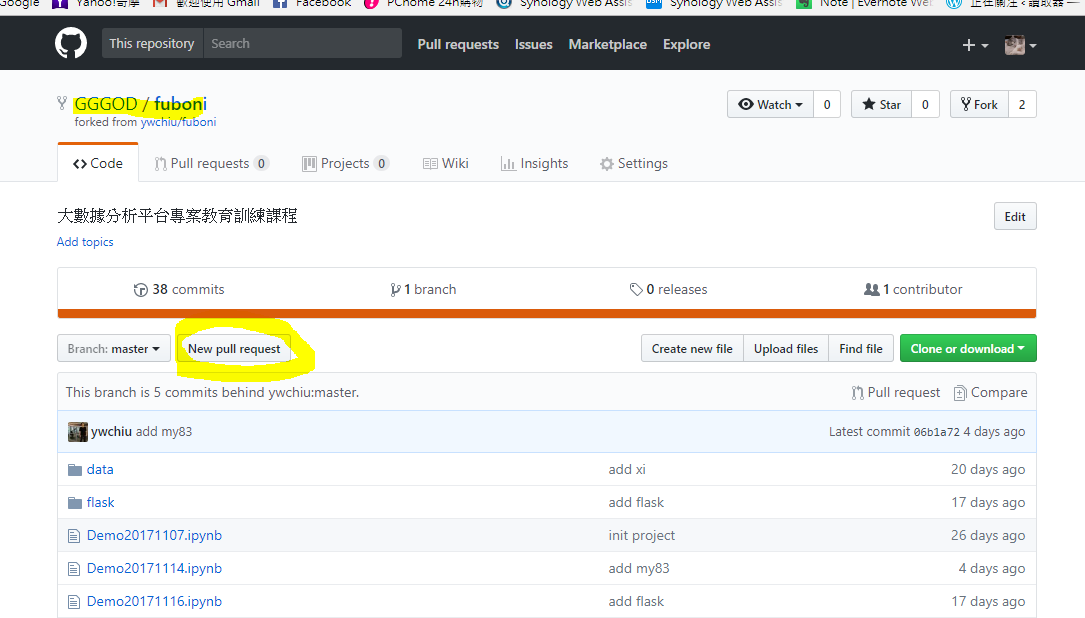 Google Yahoo!奇摩 歡迎使用 Gmail Facebook PChome 24h購物 Synology Web Assis Synology Web Assis Note | Evernote Web 正在關注 ‹ 讀取器 —
This repository Search Pull requests Issues Marketplace Explore
GGGOD / fuboni Watch 0 Star 0 Fork 2
forked from ywchiu/fuboni
Code Pull requests 0 Projects 0 Wiki Insights Settings
大數據分析平台專案教育訓練課程 Edit
Add topics
38 commits 1 branch 0 releases 1 contributor
Branch: master New pull request Create new file Upload files Find file Clone or download
This branch is 5 commits behind ywchiu:master. Pull request Compare
ywchiu add my83 Latest commit 06b1a72 4 days ago
data add xi 20 days ago
flask add flask 17 days ago
Demo20171107.ipynb init project 26 days ago
Demo20171114.ipynb add my83 4 days ago
Demo20171116.ipynb add flask 17 days ago